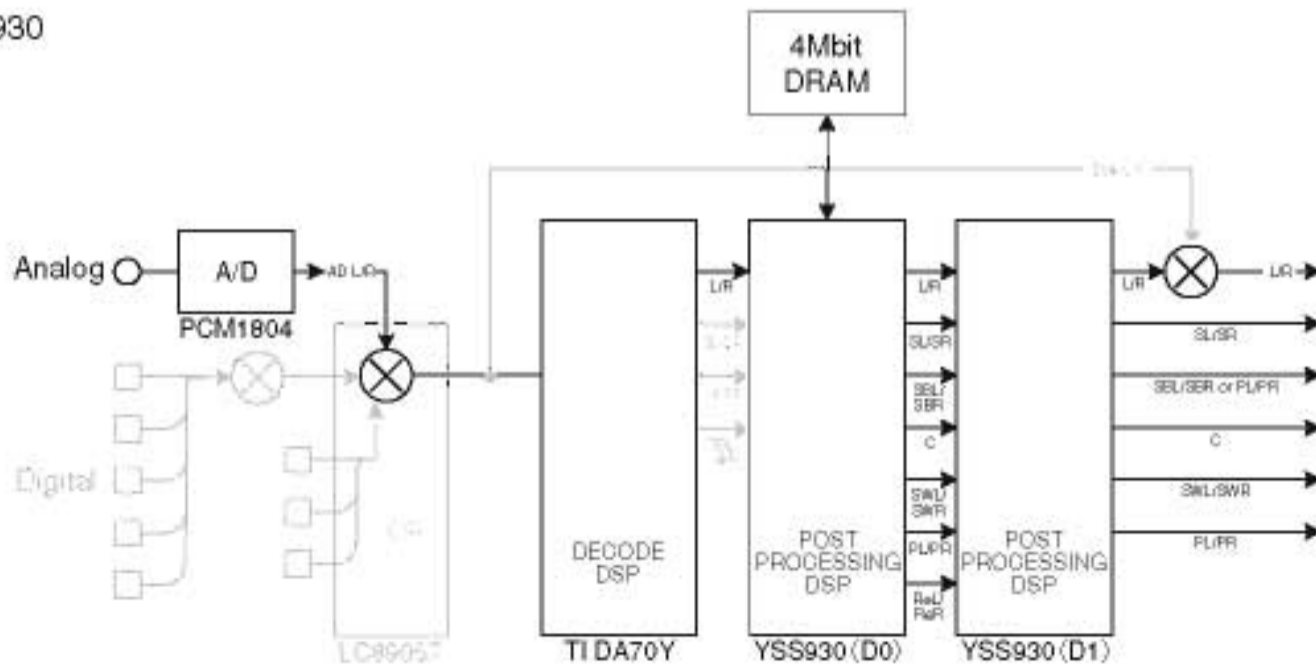 930
4Mbit
DRAM
Analog
A/D
AD L/R
PCM1804
Digital
DECODE
DSP
TI DA70Y
L/R
POST
PROCESSING
DSP
YSS930 (D0)
L/R
SL/SR
SBL/
SBR
C
SWL/
SWR
PL/PR
ReL/
ReR
POST
PROCESSING
DSP
YSS930 (D1)
L/R
L/R
SL/SR
SBL/SBR or PL/PR
C
SWL/SWR
PL/PR